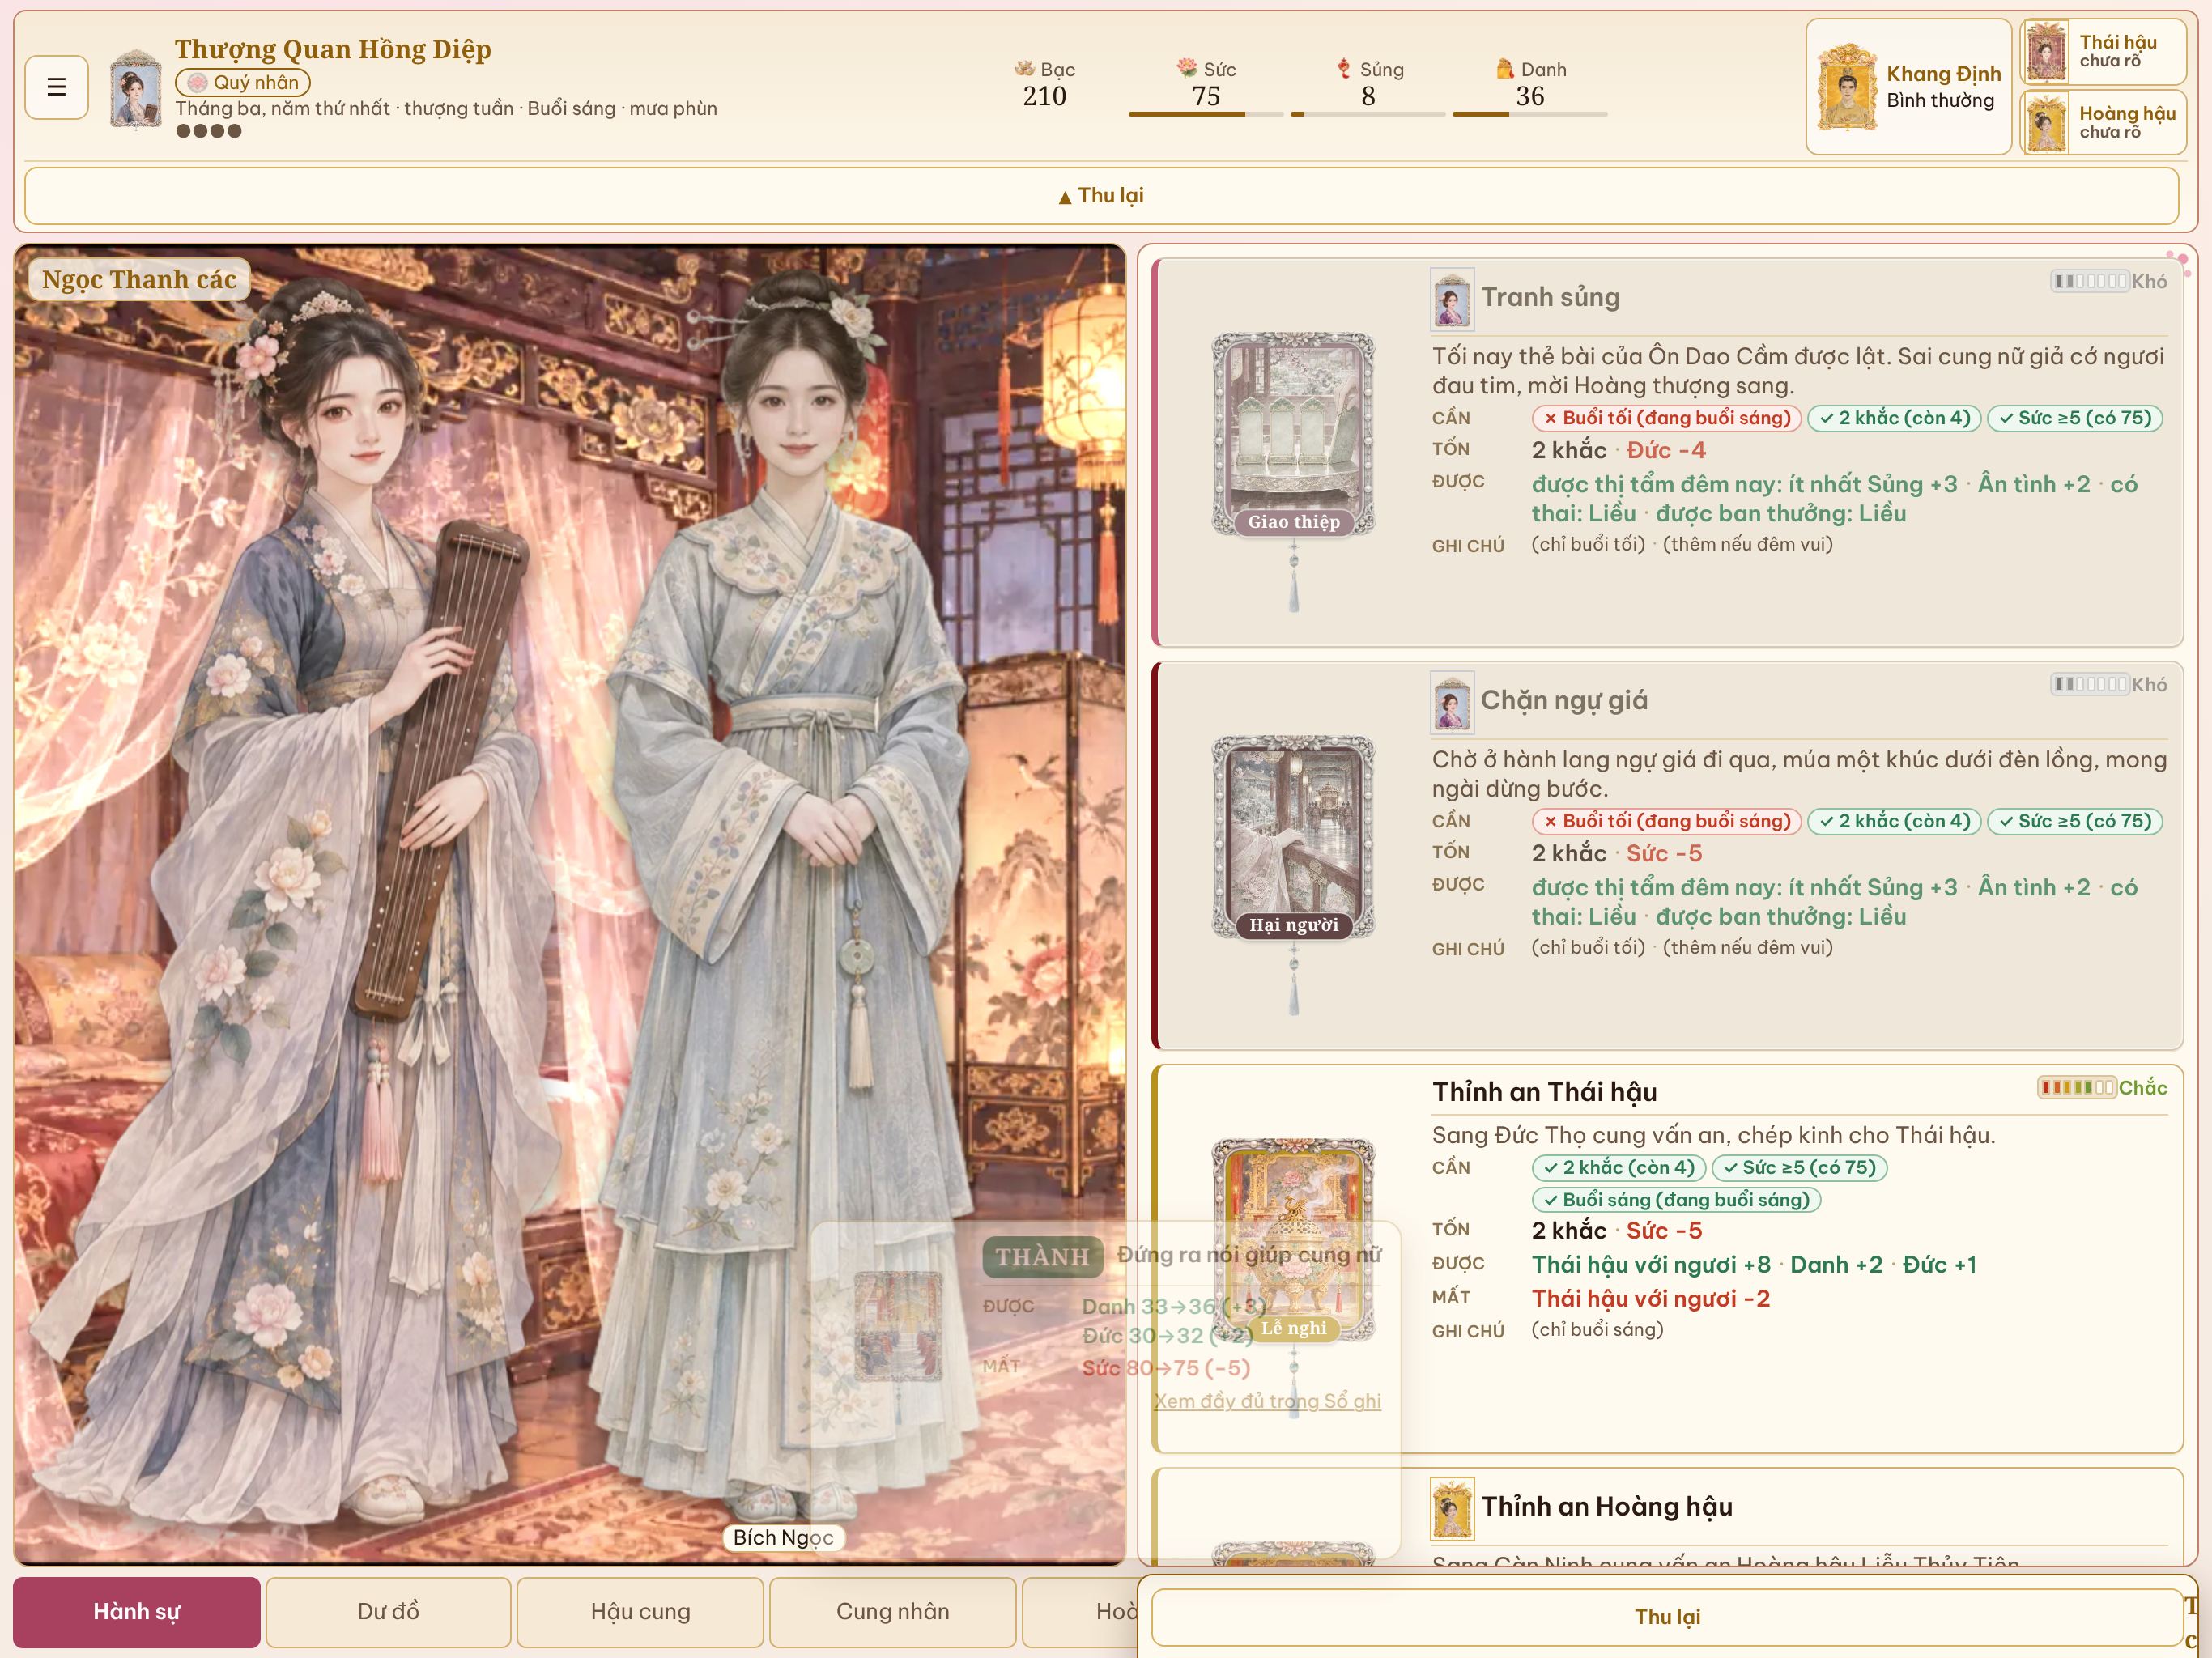 ☰
Thượng Quan Hồng Diệp
Quý nhân
Tháng ba, năm thứ nhất · thượng tuần · Buổi sáng · mưa phùn
Bạc
210
Sức
75
Sủng
8
Danh
36
Khang Định
Bình thường
Thái hậu
chưa rõ
Hoàng hậu
chưa rõ
▲ Thu lại
Ngọc Thanh các
Bích Ngọc
Tranh sủng
Khó
Tối nay thẻ bài của Ôn Dao Cầm được lật. Sai cung nữ giả cớ ngươi
đau tim, mời Hoàng thượng sang.
CẦN × Buổi tối (đang buổi sáng) ✓ 2 khắc (còn 4) ✓ Sức ≥5 (có 75)
TỐN 2 khắc · Đức -4
ĐƯỢC được thị tẩm đêm nay: ít nhất Sủng +3 · Ân tình +2 · có
thai: Liều · được ban thưởng: Liều
GHI CHÚ (chỉ buổi tối) · (thêm nếu đêm vui)
Giao thiệp
Chặn ngự giá
Khó
Chờ ở hành lang ngự giá đi qua, múa một khúc dưới đèn lồng, mong
ngài dừng bước.
CẦN × Buổi tối (đang buổi sáng) ✓ 2 khắc (còn 4) ✓ Sức ≥5 (có 75)
TỐN 2 khắc · Sức -5
ĐƯỢC được thị tẩm đêm nay: ít nhất Sủng +3 · Ân tình +2 · có
thai: Liều · được ban thưởng: Liều
GHI CHÚ (chỉ buổi tối) · (thêm nếu đêm vui)
Hại người
Thỉnh an Thái hậu
Chắc
Sang Đức Thọ cung vấn an, chép kinh cho Thái hậu.
CẦN ✓ 2 khắc (còn 4) ✓ Sức ≥5 (có 75)
✓ Buổi sáng (đang buổi sáng)
TỐN 2 khắc · Sức -5
ĐƯỢC Thái hậu với ngươi +8 · Danh +2 · Đức +1
MẤT Thái hậu với ngươi -2
GHI CHÚ (chỉ buổi sáng)
Lễ nghi
THÀNH Đứng ra nói giúp cung nữ
ĐƯỢC Danh 33→36 (+3)
Đức 30→32 (+2)
MẤT Sức 80→75 (-5)
Xem đầy đủ trong Sổ ghi
Thỉnh an Hoàng hậu
Sang Càn Ninh cung vấn an Hoàng hậu Liễu Thủy Tiên
Hành sự
Dư đồ
Hậu cung
Cung nhân
Hoà
Thu lại
T
c